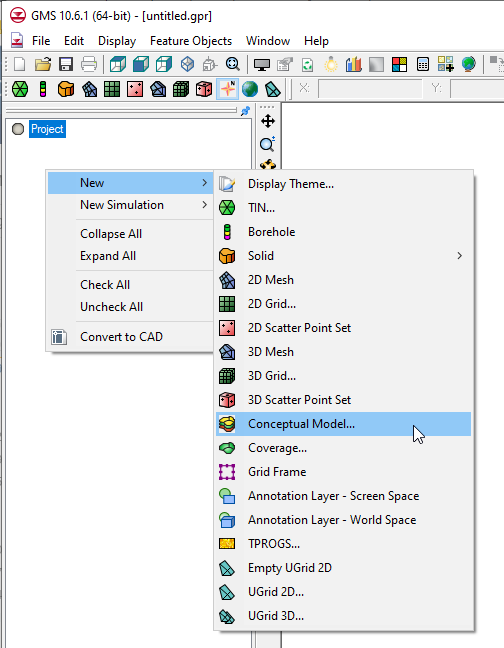 GMS 10.6.1 (64-bit) - [untitled.gpr]
File Edit Display Feature Objects Window Help
X: Y:
Project
New
New Simulation
Collapse All
Expand All
Check All
Uncheck All
Convert to CAD
Display Theme...
TIN...
Borehole
Solid
2D Mesh
2D Grid...
2D Scatter Point Set
3D Mesh
3D Grid...
3D Scatter Point Set
Conceptual Model...
Coverage...
Grid Frame
Annotation Layer - Screen Space
Annotation Layer - World Space
TPROGS...
Empty UGrid 2D
UGrid 2D...
UGrid 3D...